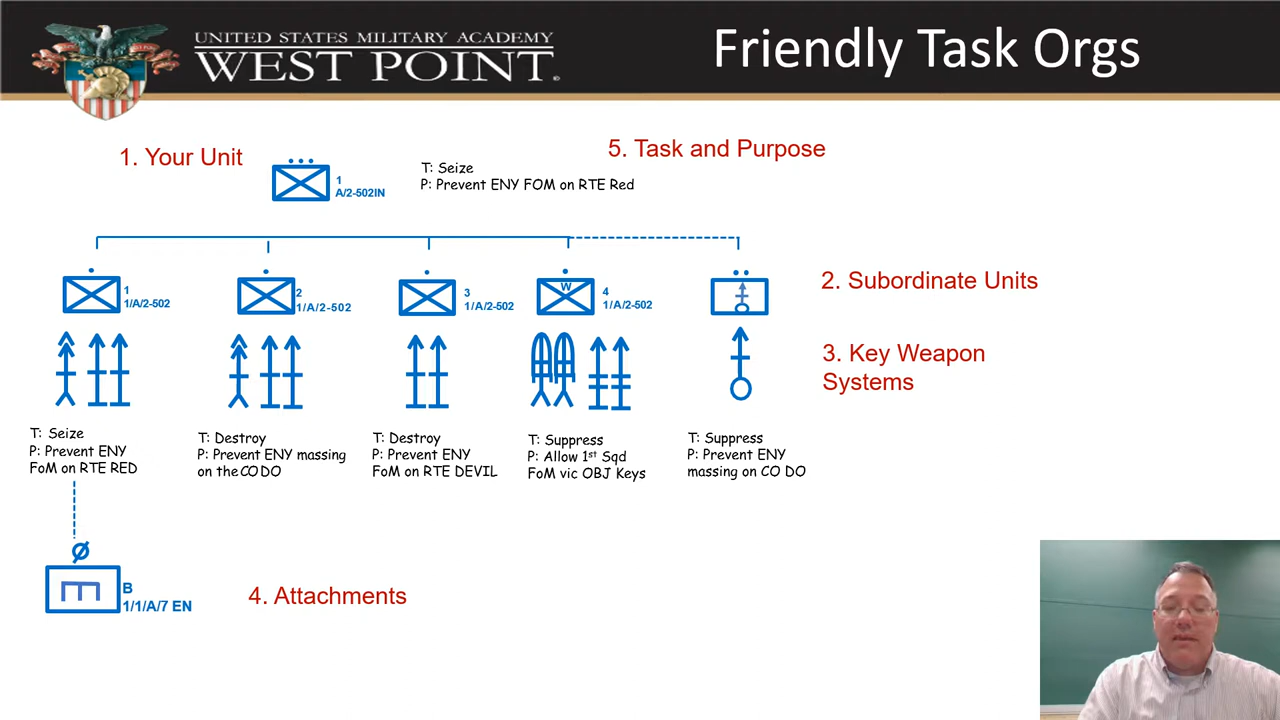 UNITED STATES MILITARY ACADEMY
WEST POINT.
Friendly Task Orgs
1. Your Unit
1
A/2-502IN
T: Seize
P: Prevent ENY FOM on RTE Red
5. Task and Purpose
1
1/A/2-502
2
1/A/2-502
3
1/A/2-502
W
4
1/A/2-502
2. Subordinate Units
3. Key Weapon
Systems
T: Seize
P: Prevent ENY
FoM on RTE RED
T: Destroy
P: Prevent ENY massing
on the CO DO
T: Destroy
P: Prevent ENY
FoM on RTE DEVIL
T: Suppress
P: Allow 1st Sqd
FoM vic OBJ Keys
T: Suppress
P: Prevent ENY
massing on CO DO
B
1/1/A/7 EN
4. Attachments